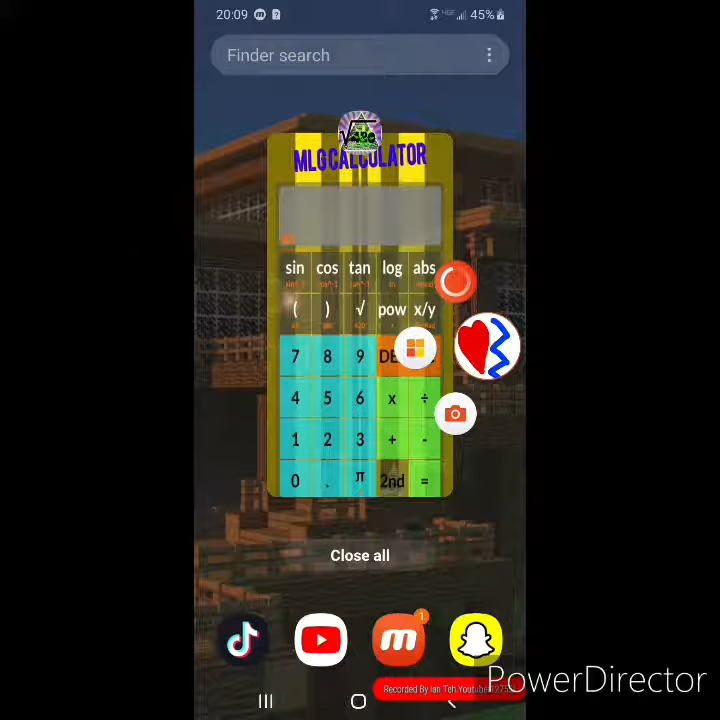 20:09
45%
Finder search
MLG CALCULATOR
sin cos tan log abs
( ) √ pow x/y
7 8 9
4 5 6 x ÷
1 2 3 + -
0 . π 2nd =
Close all
1
PowerDirector
Recorded By Ian Teh Youtube